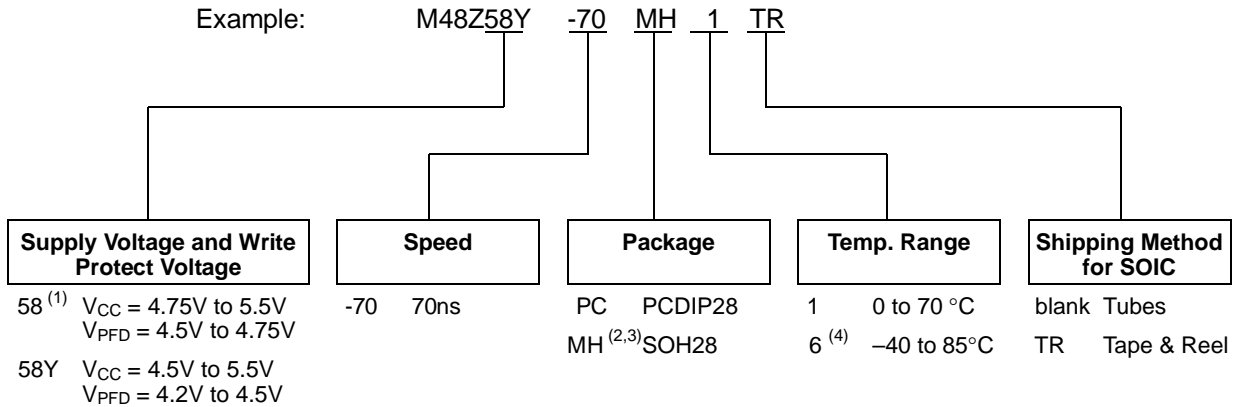 Example: M48Z58Y -70 MH 1 TR
Supply Voltage and Write
Protect Voltage
58 (1) VCC = 4.75V to 5.5V
VPFD = 4.5V to 4.75V
58Y VCC = 4.5V to 5.5V
VPFD = 4.2V to 4.5V
Speed
-70 70ns
Package
PC PCDIP28
MH (2,3) SOH28
Temp. Range
1 0 to 70 °C
6 (4) –40 to 85°C
Shipping Method
for SOIC
blank Tubes
TR Tape & Reel